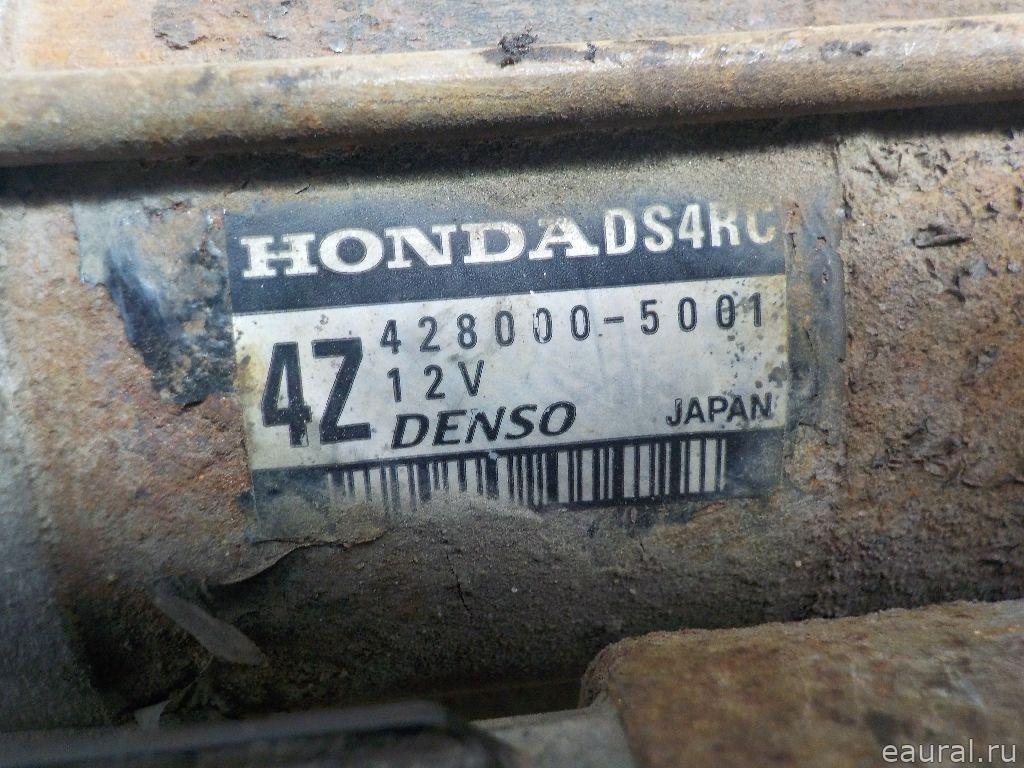 HONDA DS4RC
4Z 428000-5001
12V
DENSO JAPAN
eaural.ru